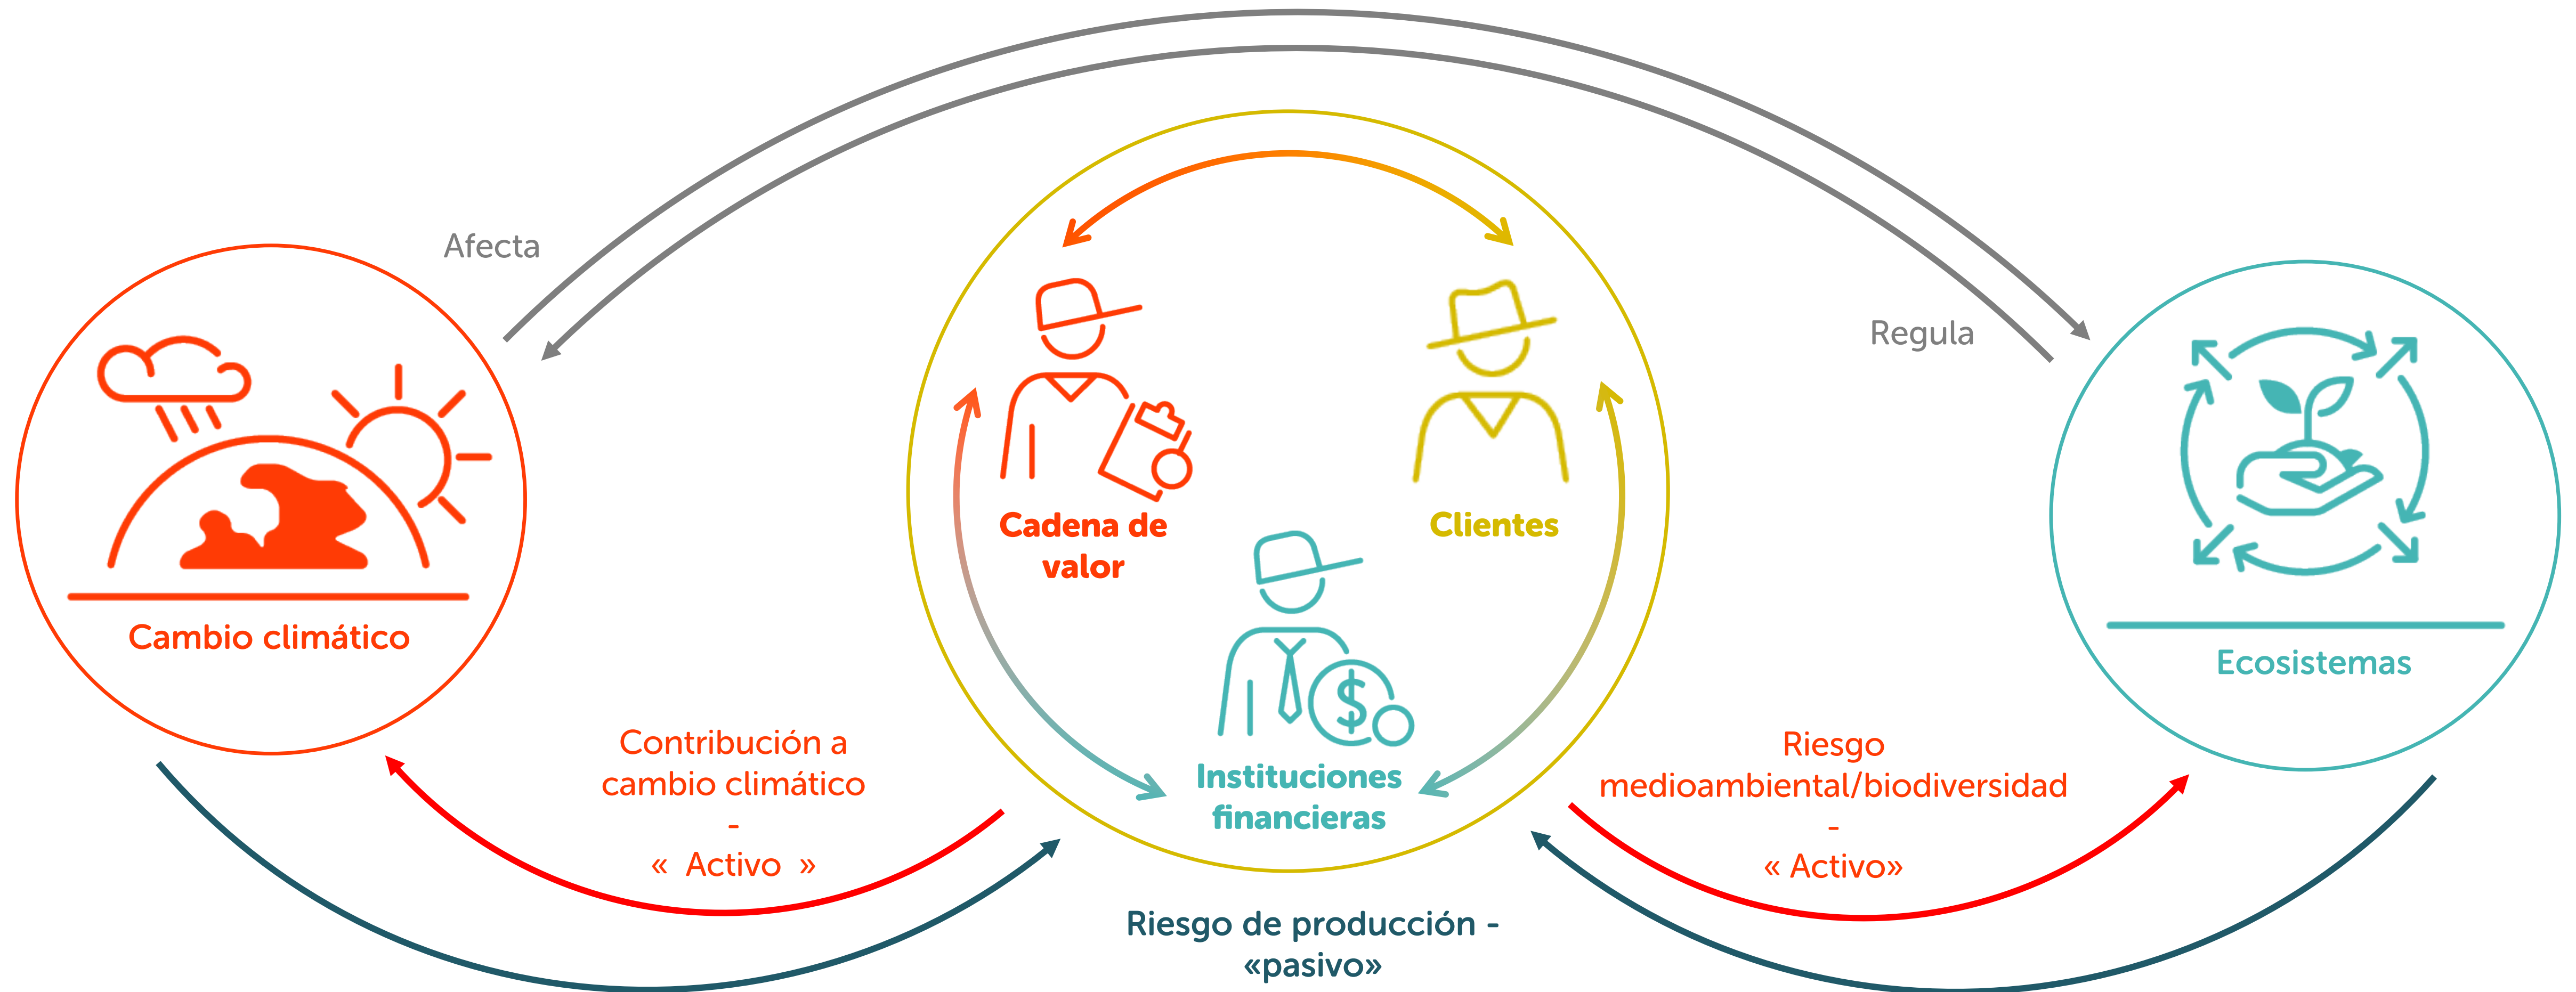 Afecta
Regula
Cambio climático
Cadena de
valor
Clientes
Instituciones
financieras
Ecosistemas
Contribución a
cambio climático
-
« Activo »
Riesgo
medioambiental/biodiversidad
-
« Activo»
Riesgo de producción -
«pasivo»
$